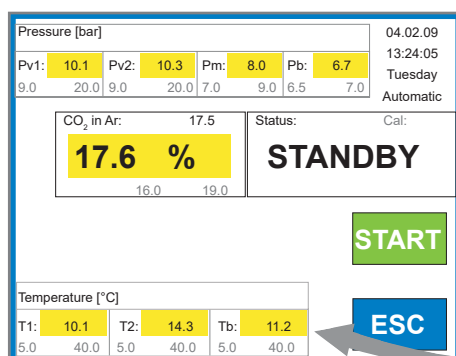 Pressure [bar]
04.02.09
13:24:05
Tuesday
Automatic
Pv1: 10.1 Pv2: 10.3 Pm: 8.0 Pb: 6.7
9.0 20.0 9.0 20.0 7.0 9.0 6.5 7.0
CO2 in Ar: 17.5
17.6 %
16.0 19.0
Status: Cal:
STANDBY
START
Temperature [°C]
T1: 10.1 T2: 14.3 Tb: 11.2
5.0 40.0 5.0 40.0 5.0 40.0
ESC